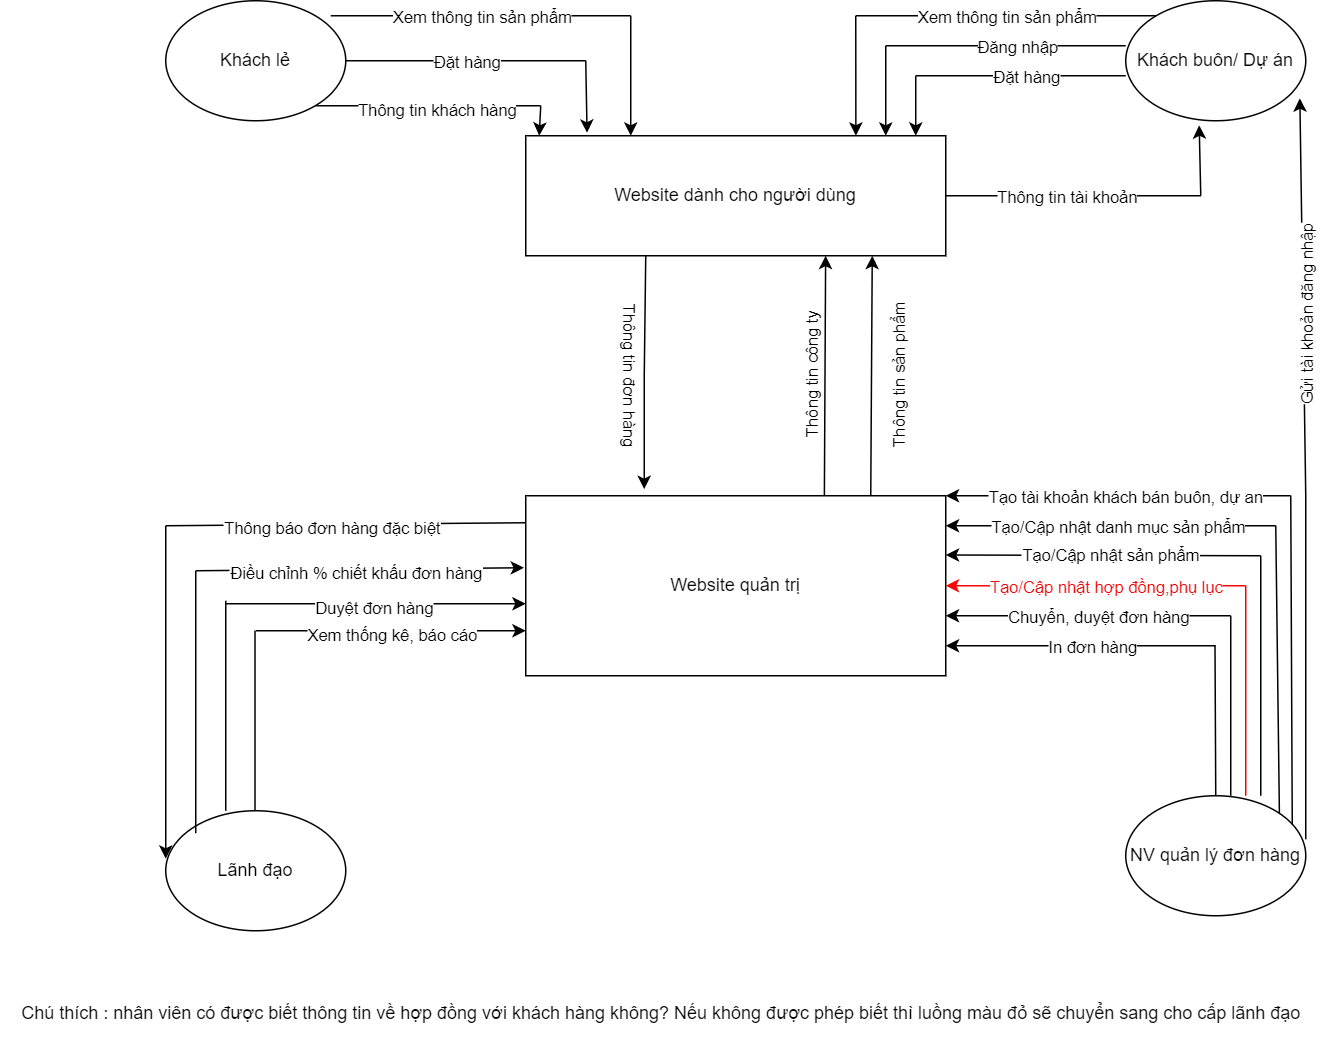 Xem thông tin sản phẩm
Khách lẻ
Đặt hàng
Thông tin khách hàng
Xem thông tin sản phẩm
Đăng nhập
Khách buôn/ Dự án
Đặt hàng
Website dành cho người dùng
Thông tin tài khoản
Gửi tài khoản đăng nhập
Thông tin đơn hàng
Thông tin công ty
Thông tin sản phẩm
Thông báo đơn hàng đặc biệt
Điều chỉnh % chiết khấu đơn hàng
Duyệt đơn hàng
Xem thống kê, báo cáo
Website quản trị
Tạo tài khoản khách bán buôn, dự an
Tạo/Cập nhật danh mục sản phẩm
Tạo/Cập nhật sản phẩm
Tạo/Cập nhật hợp đồng,phụ lục
Chuyển, duyệt đơn hàng
In đơn hàng
Lãnh đạo
NV quản lý đơn hàng
Chú thích : nhân viên có được biết thông tin về hợp đồng với khách hàng không? Nếu không được phép biết thì luồng màu đỏ sẽ chuyển sang cho cấp lãnh đạo